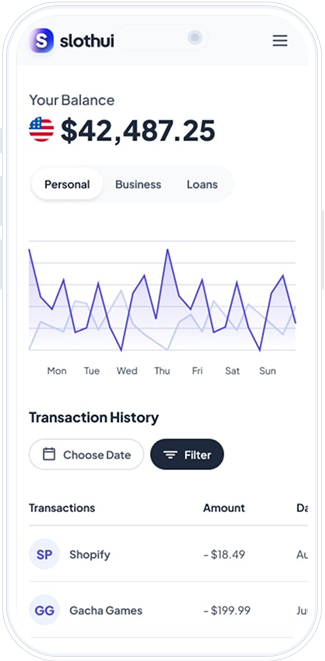 S slothui
Your Balance
$42,487.25
Personal Business Loans
Mon Tue Wed Thu Fri Sat Sun
Transaction History
Choose Date Filter
Transactions Amount Da
SP Shopify - $18.49 Au
GG Gacha Games - $199.99 Ju